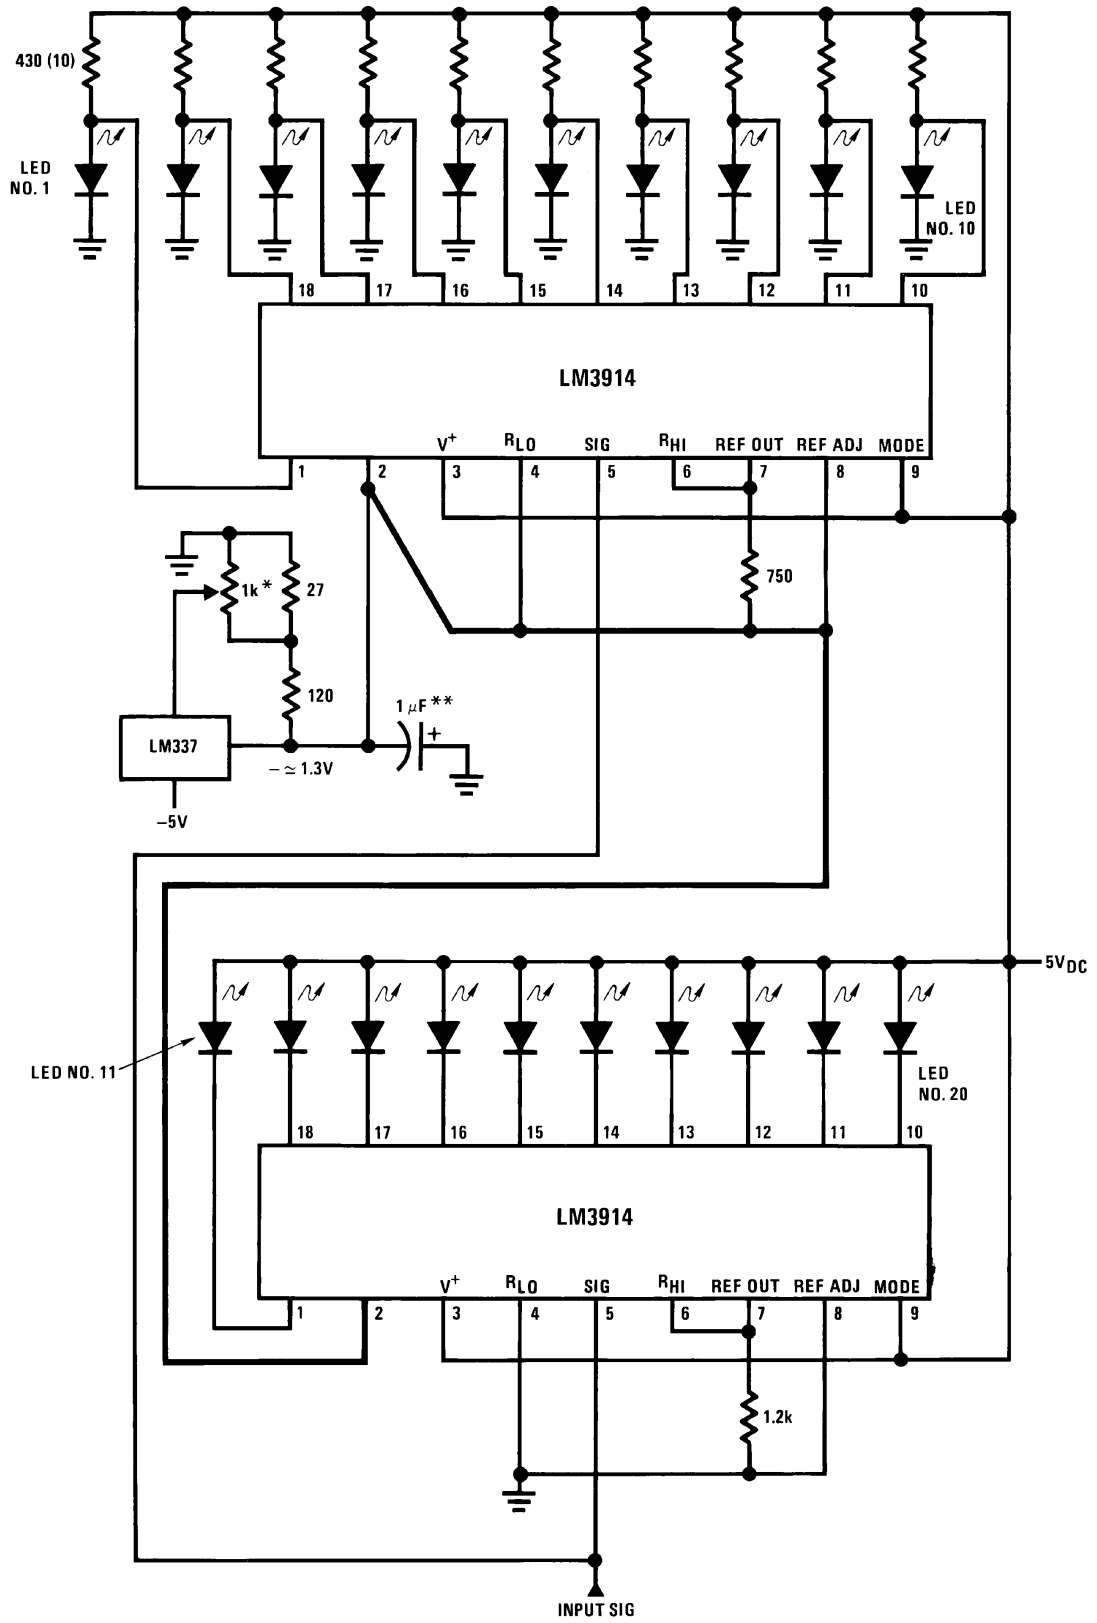 430 (10)
LED
NO. 1
LED
NO. 10
18 17 16 15 14 13 12 11 10
LM3914
V+ RLO SIG RHI REF OUT REF ADJ MODE
1 2 3 4 5 6 7 8 9
1k* 27
750
120
1 µF**
+
LM337
– ≃ 1.3V
–5V
5VDC
LED NO. 11
LED
NO. 20
18 17 16 15 14 13 12 11 10
LM3914
V+ RLO SIG RHI REF OUT REF ADJ MODE
1 2 3 4 5 6 7 8 9
1.2k
INPUT SIG